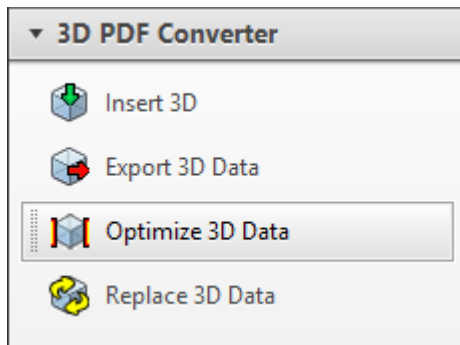 3D PDF Converter
Insert 3D
Export 3D Data
Optimize 3D Data
Replace 3D Data